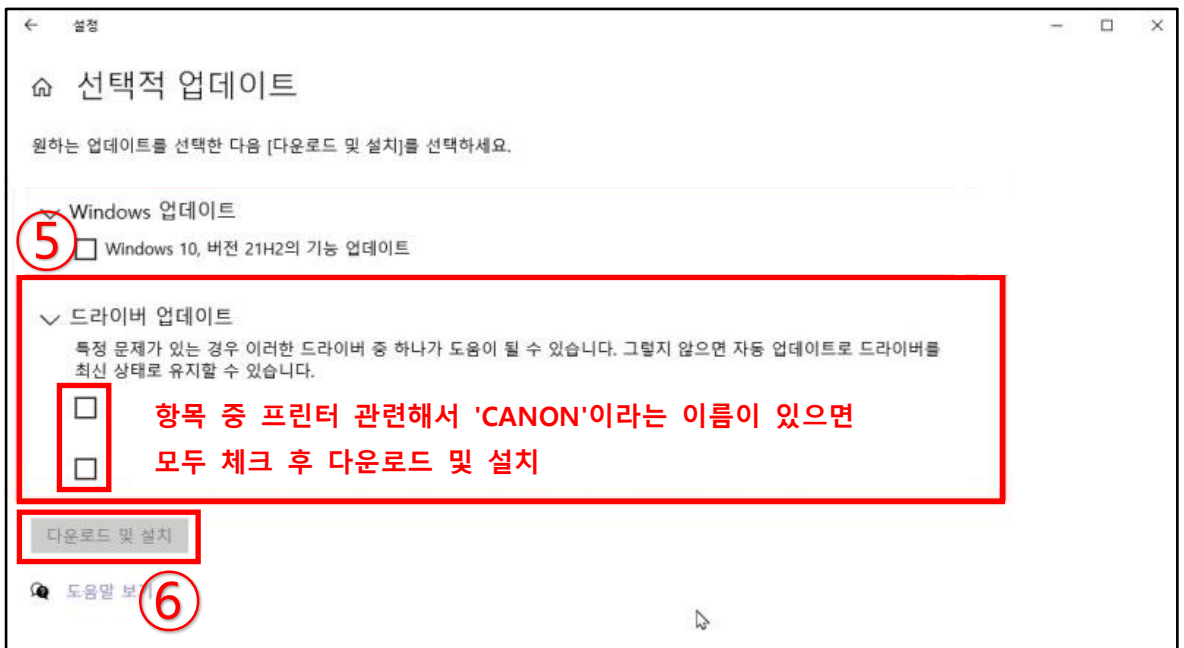 설정
선택적 업데이트
원하는 업데이트를 선택한 다음 [다운로드 및 설치]를 선택하세요.
Windows 업데이트
⑤
Windows 10, 버전 21H2의 기능 업데이트
드라이버 업데이트
특정 문제가 있는 경우 이러한 드라이버 중 하나가 도움이 될 수 있습니다. 그렇지 않으면 자동 업데이트로 드라이버를
최신 상태로 유지할 수 있습니다.
항목 중 프린터 관련해서 'CANON'이라는 이름이 있으면
모두 체크 후 다운로드 및 설치
다운로드 및 설치
도움말 보기
⑥